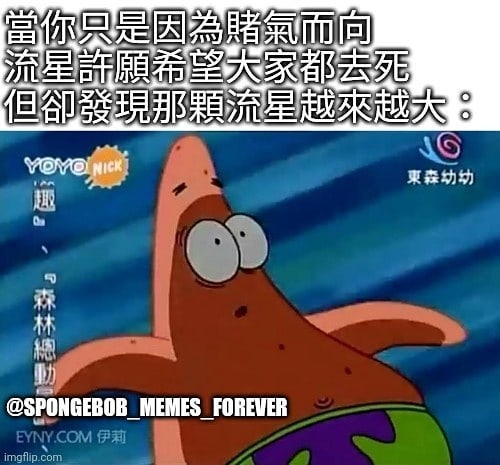 當你只是因為賭氣而向
流星許願希望大家都去死
但卻發現那顆流星越來越大：
YOYO NICK
東森幼幼
趣』、『森林總動員』、
@SPONGEBOB_MEMES_FOREVER
EYNY.COM 伊莉
imgflip.com